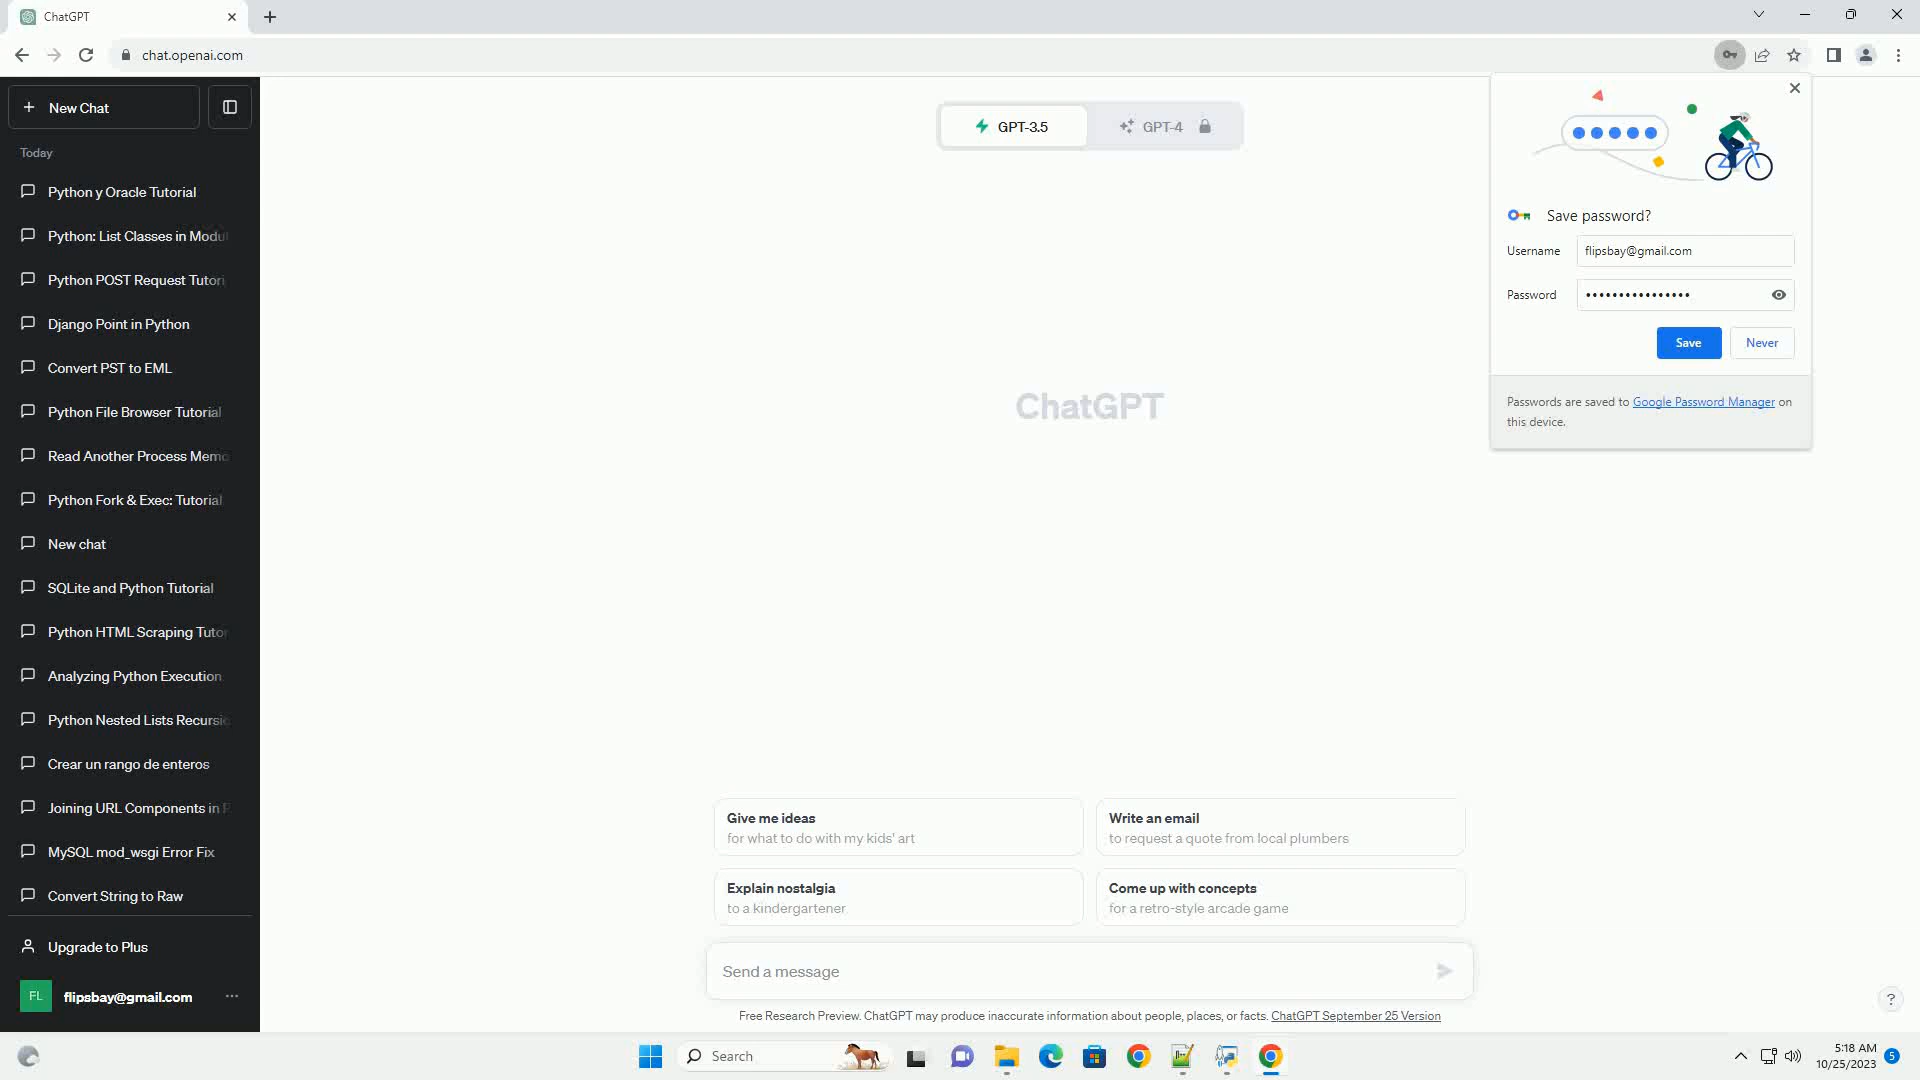 ChatGPT
chat.openai.com
New Chat
Today
Python y Oracle Tutorial
Python: List Classes in Modul
Python POST Request Tutori
Django Point in Python
Convert PST to EML
Python File Browser Tutorial
Read Another Process Memo
Python Fork & Exec: Tutorial
New chat
SQLite and Python Tutorial
Python HTML Scraping Tutor
Analyzing Python Execution
Python Nested Lists Recursio
Crear un rango de enteros
Joining URL Components in P
MySQL mod_wsgi Error Fix
Convert String to Raw
Upgrade to Plus
FL
flipsbay@gmail.com
GPT-3.5
GPT-4
ChatGPT
Give me ideas
for what to do with my kids' art
Write an email
to request a quote from local plumbers
Explain nostalgia
to a kindergartener
Come up with concepts
for a retro-style arcade game
Send a message
Free Research Preview. ChatGPT may produce inaccurate information about people, places, or facts. ChatGPT September 25 Version
?
Save password?
Username
flipsbay@gmail.com
Password
••••••••••••••••
Save
Never
Passwords are saved to Google Password Manager on
this device.
Search
5:18 AM
10/25/2023
5